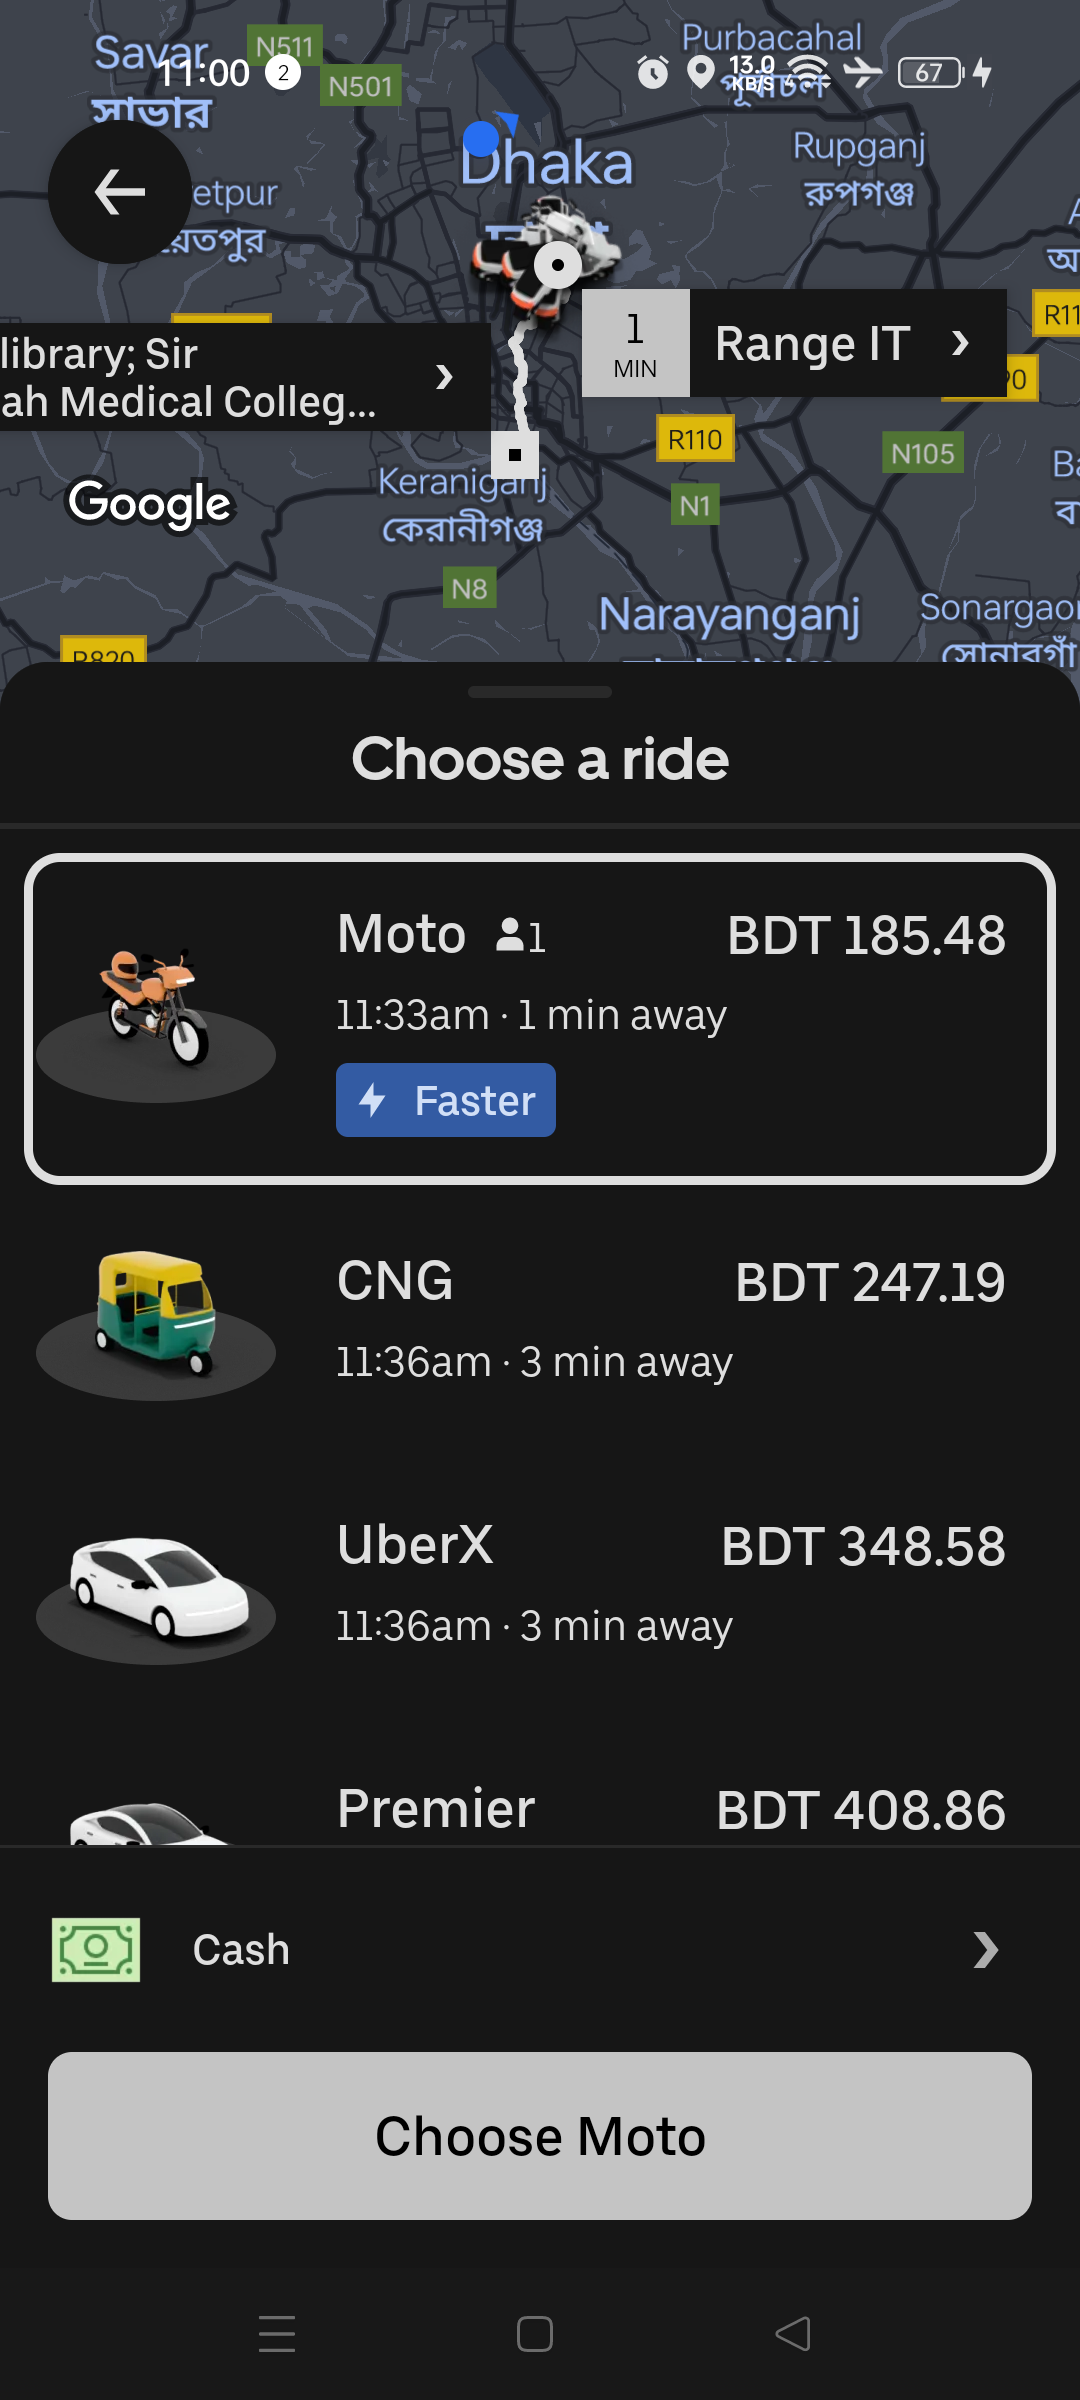 Savar
সাভার
N511
N501
11:00
2
13.0
KB/S
67
Purbacahal
Dhaka
Rupganj
রুপগঞ্জ
R11
1
MIN
Range IT
library; Sir
ah Medical Colleg...
R110
N105
N1
Google
Keraniganj
কেরানীগঞ্জ
N8
Narayanganj
R820
Choose a ride
Moto 1
BDT 185.48
11:33am · 1 min away
Faster
CNG
BDT 247.19
11:36am · 3 min away
UberX
BDT 348.58
11:36am · 3 min away
Premier
BDT 408.86
Cash
Choose Moto